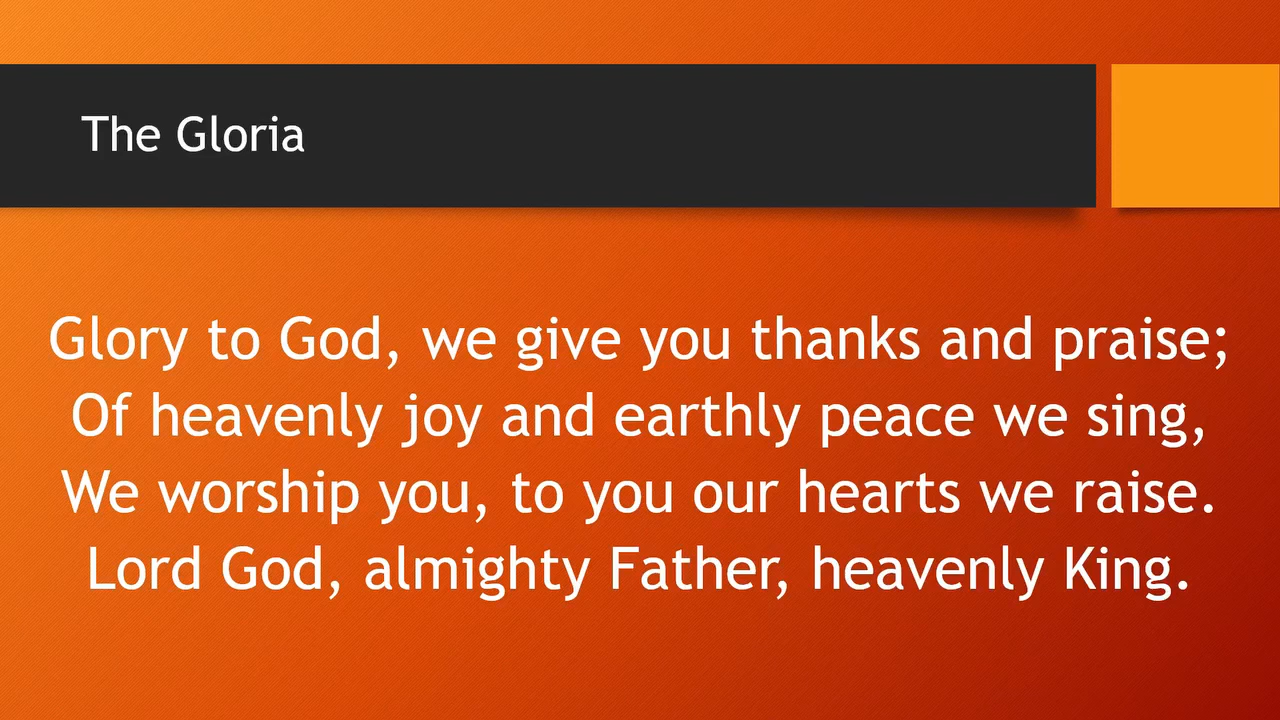 The Gloria
Glory to God, we give you thanks and praise;
Of heavenly joy and earthly peace we sing,
We worship you, to you our hearts we raise.
Lord God, almighty Father, heavenly King.